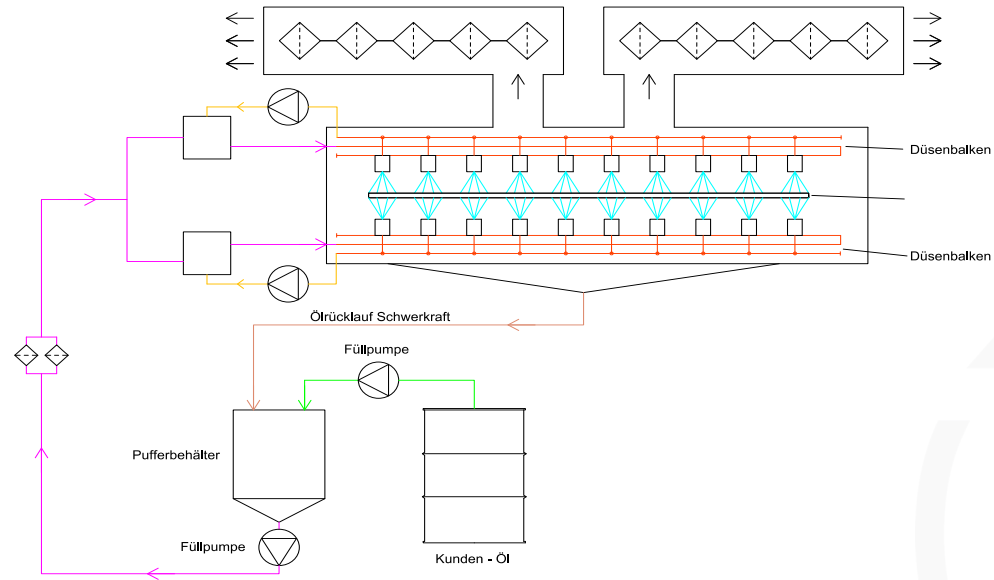 Düsenbalken
Düsenbalken
Ölrücklauf Schwerkraft
Füllpumpe
Pufferbehälter
Füllpumpe
Kunden - Öl